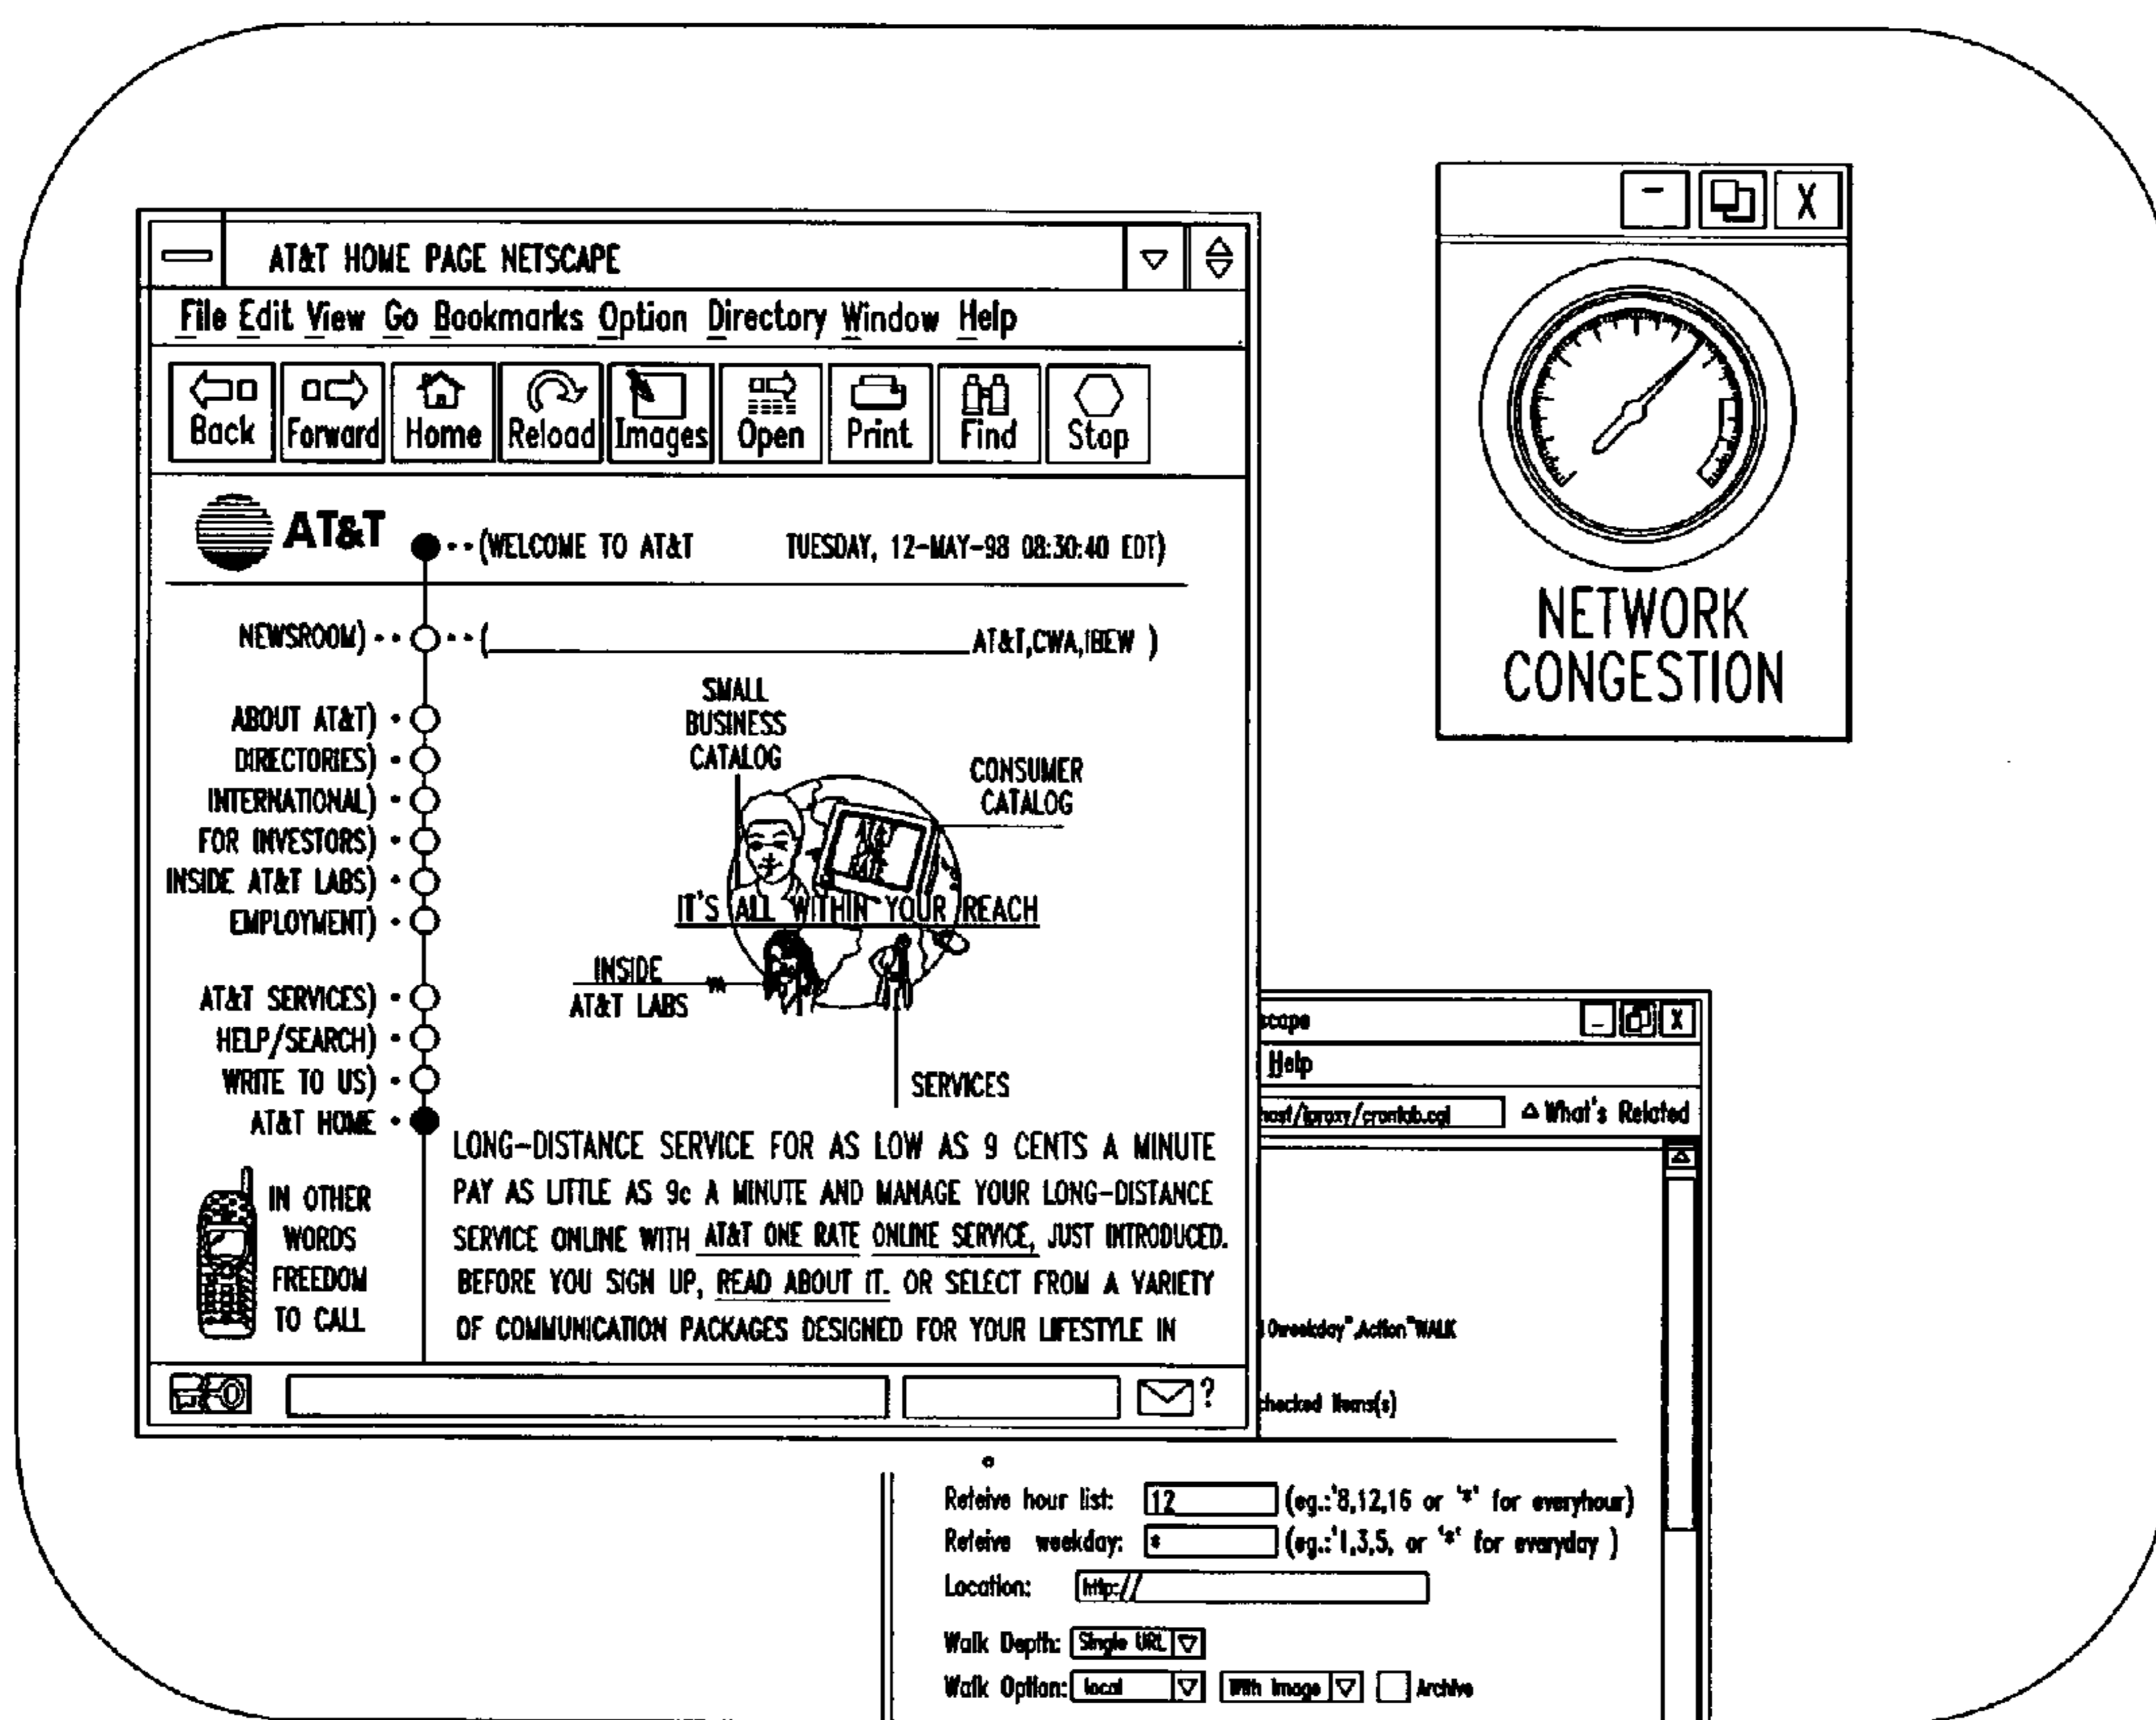 AT&T HOME PAGE NETSCAPE
File Edit View Go Bookmarks Option Directory Window Help
Back Forward Home Reload Images Open Print Find Stop
AT&T
(WELCOME TO AT&T TUESDAY, 12-MAY-98 08:30:40 EDT)
NEWSROOM) (AT&T,CWA,IBEW )
SMALL
BUSINESS
CATALOG
CONSUMER
CATALOG
ABOUT AT&T)
DIRECTORIES)
INTERNATIONAL)
FOR INVESTORS)
INSIDE AT&T LABS)
EMPLOYMENT)
IT'S ALL WITHIN YOUR REACH
INSIDE
AT&T LABS
SERVICES
AT&T SERVICES)
HELP/SEARCH)
WRITE TO US)
AT&T HOME
IN OTHER
WORDS
FREEDOM
TO CALL
LONG-DISTANCE SERVICE FOR AS LOW AS 9 CENTS A MINUTE
PAY AS LITTLE AS 9c A MINUTE AND MANAGE YOUR LONG-DISTANCE
SERVICE ONLINE WITH AT&T ONE RATE ONLINE SERVICE, JUST INTRODUCED.
BEFORE YOU SIGN UP, READ ABOUT IT. OR SELECT FROM A VARIETY
OF COMMUNICATION PACKAGES DESIGNED FOR YOUR LIFESTYLE IN
?
X
NETWORK
CONGESTION
scape X
Help
host/iproxy/crontab.cgi What's Related
0weekday",Action"WALK
checked items(s)
Reteive hour list: 12 (eg.:'8,12,16 or '*' for everyhour)
Reteive weekday: * (eg.:'1,3,5, or '*' for everyday )
Location: http://
Walk Depth: Single URL
Walk Option: local With Image Archive